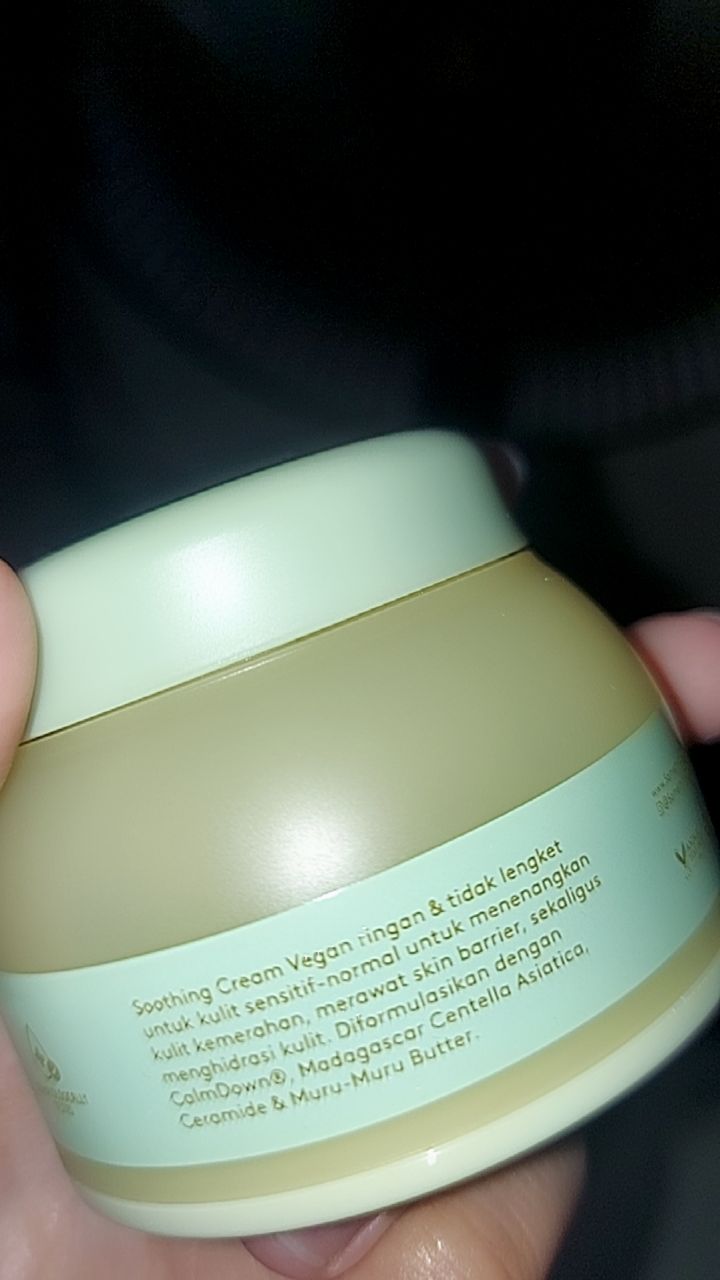 Soothing Cream Vegan ringan & tidak lengket
untuk kulit sensitif-normal untuk menenangkan
kulit kemerahan, merawat skin barrier, sekaligus
menghidrasi kulit. Diformulasikan dengan
CalmDown®, Madagascar Centella Asiatica,
Ceramide & Muru-Muru Butter.